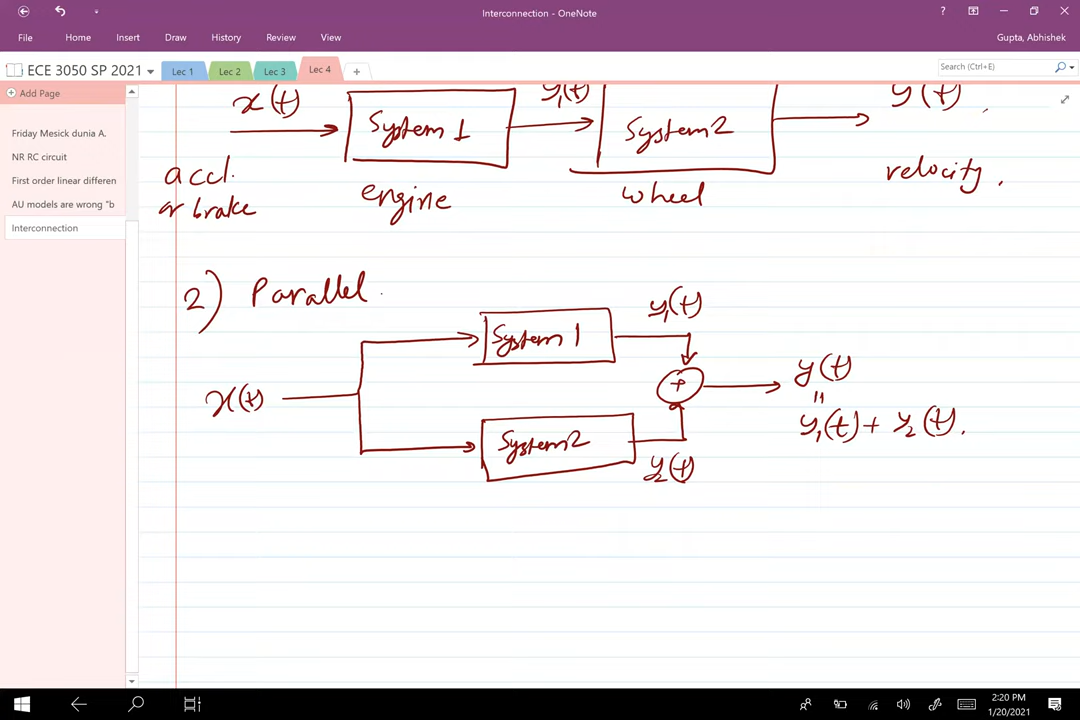 Interconnection - OneNote
?
Gupta, Abhishek
File Home Insert Draw History Review View
ECE 3050 SP 2021
Lec 1 Lec 2 Lec 3 Lec 4 +
Search (Ctrl+E)
Add Page
Friday Mesick dunia A.
NR RC circuit
First order linear differen
AU models are wrong "b
Interconnection
x(t) System 1 y₁(t) System 2 y(t)
accl. or brake
engine
wheel
velocity.
2) Parallel.
x(t)
System 1 y₁(t)
+ y(t)
"
y₁(t) + y₂(t).
System 2 y₂(t)
2:20 PM
1/20/2021